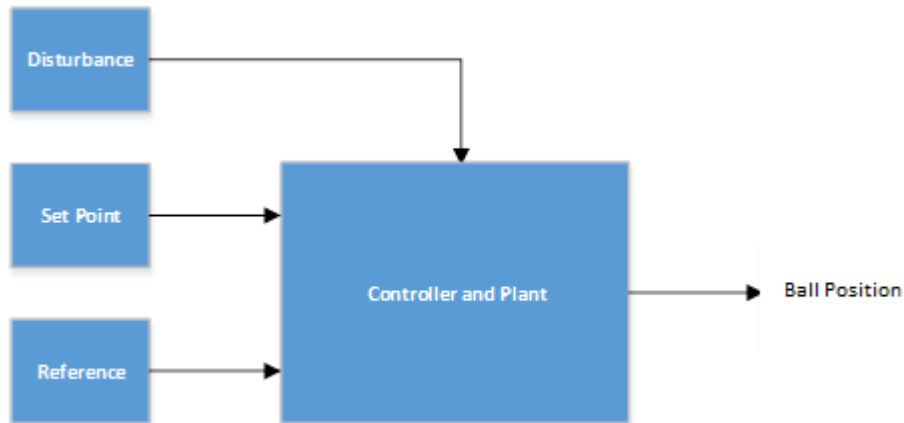 Disturbance
Set Point
Controller and Plant
Ball Position
Reference